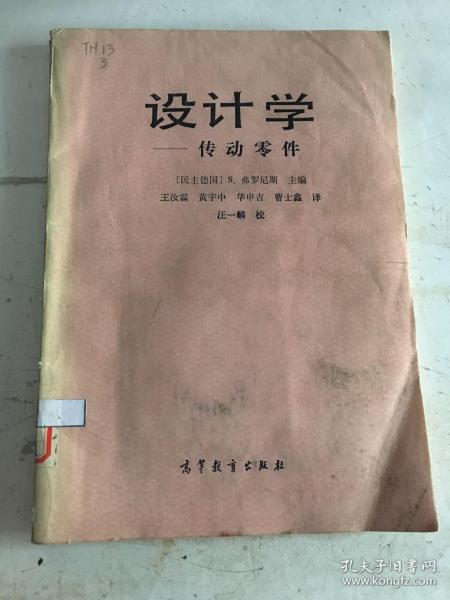 TH13
3
设计学
——传动零件
〔民主德国〕S. 弗罗尼斯 主编
王汝霖 黄宇中 华申吉 曹士鑫 译
汪一麟 校
高等教育出版社
孔夫子旧书网
www.kongfz.com